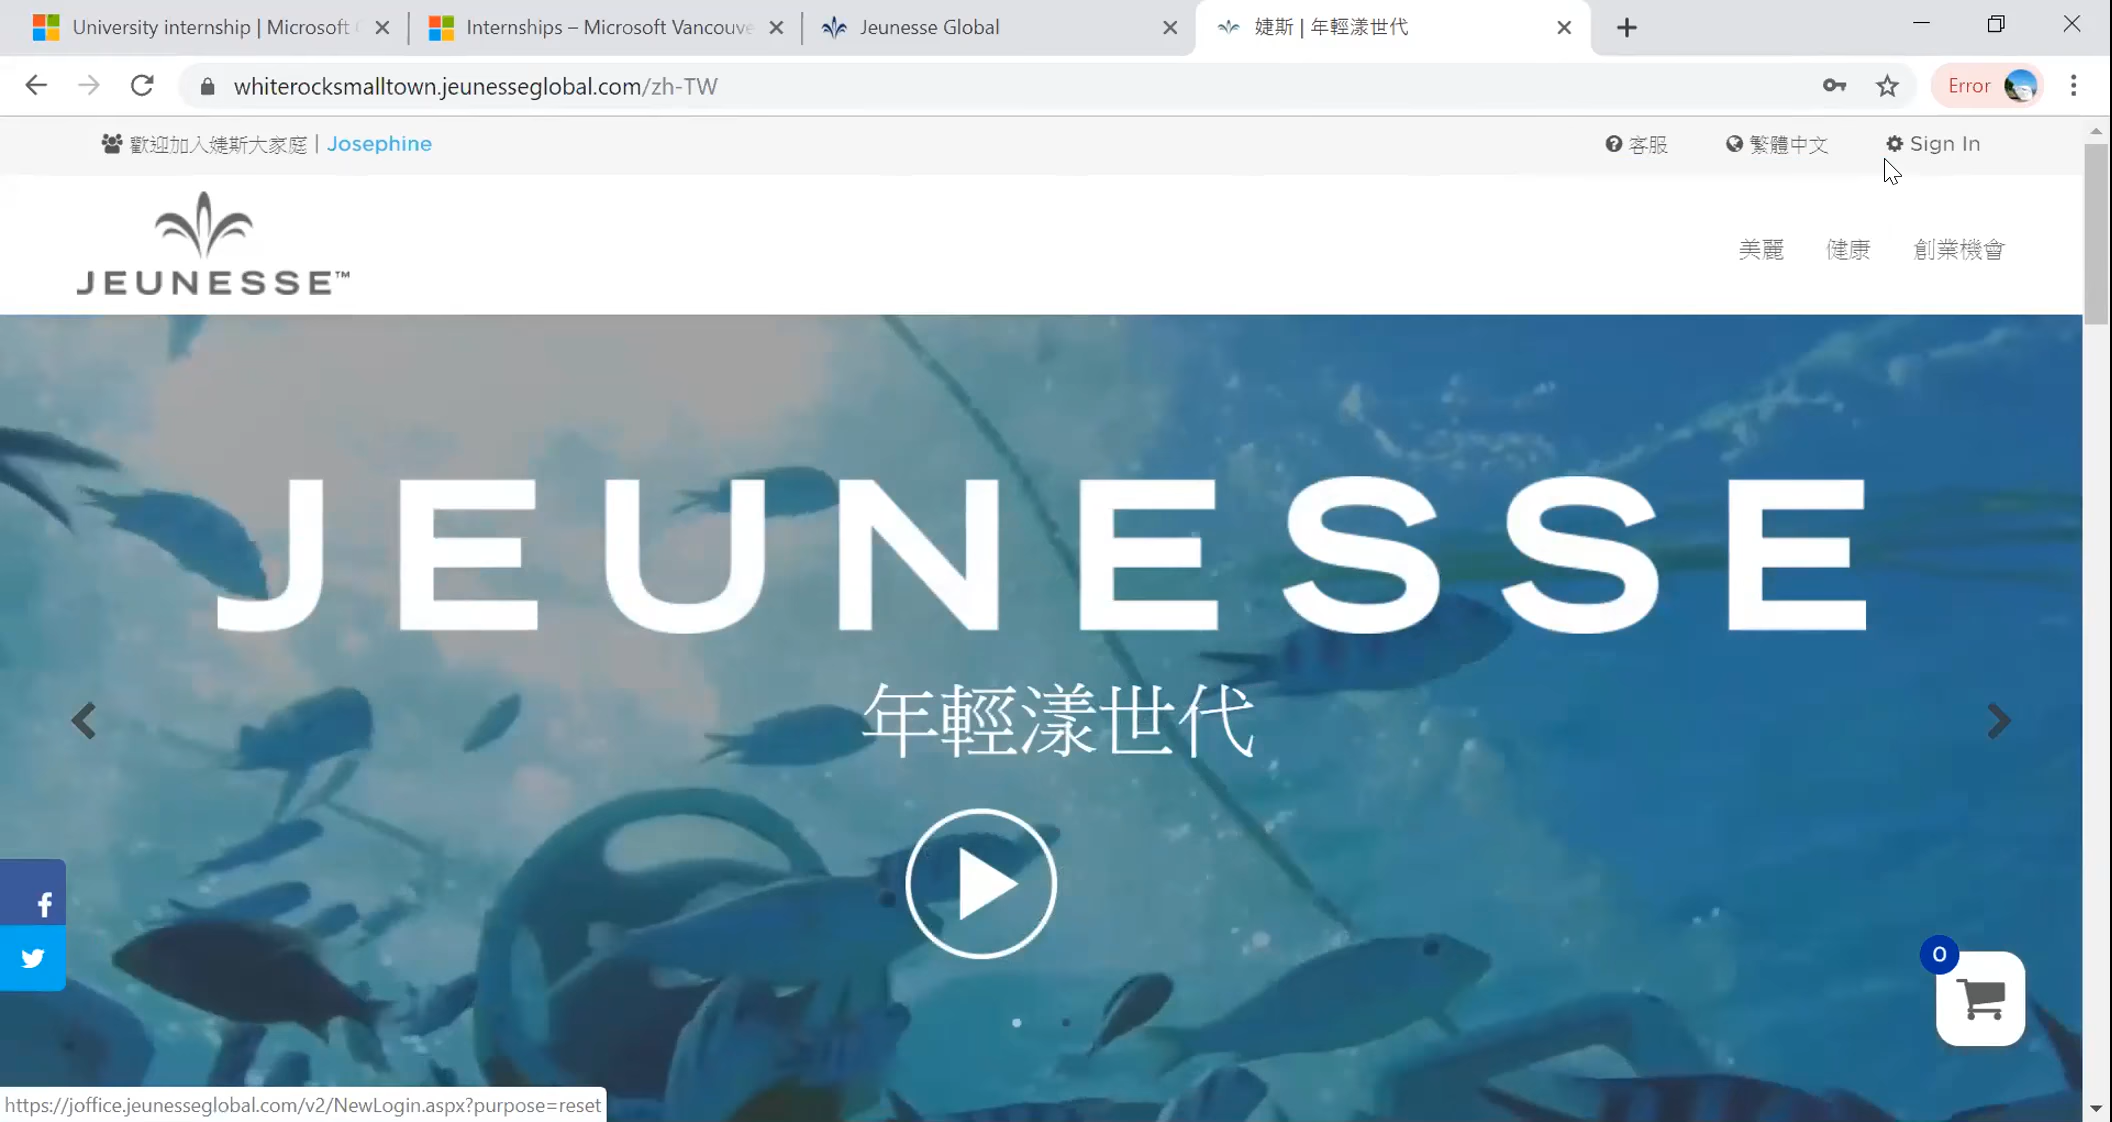 University internship | Microsoft
Internships – Microsoft Vancouve
Jeunesse Global
婕斯 | 年輕漾世代
whiterocksmalltown.jeunesseglobal.com/zh-TW
Error
歡迎加入婕斯大家庭 | Josephine
客服
繁體中文
Sign In
JEUNESSE™
美麗
健康
創業機會
JEUNESSE
年輕漾世代
0
https://joffice.jeunesseglobal.com/v2/NewLogin.aspx?purpose=reset